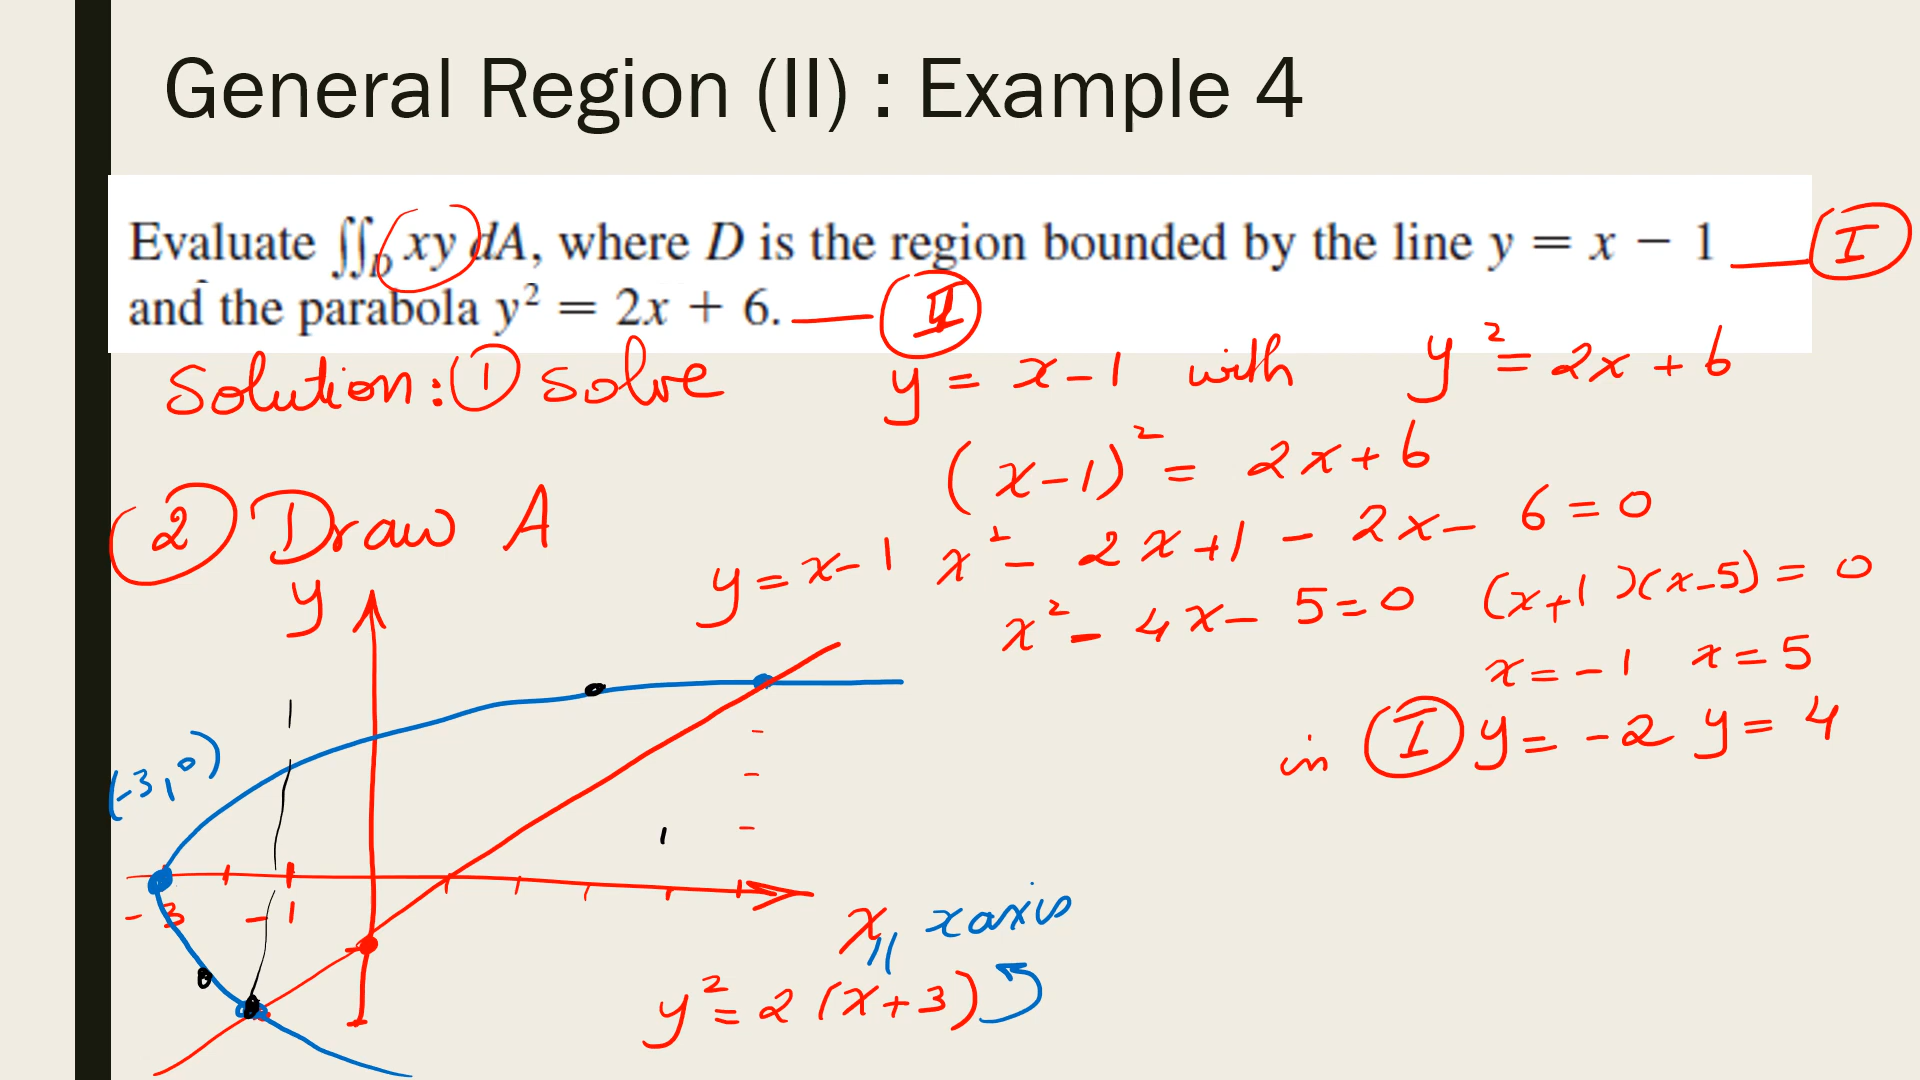 General Region (II) : Example 4
Evaluate ∬_D xy dA, where D is the region bounded by the line y = x − 1 — I
and the parabola y² = 2x + 6. — II
Solution: ① Solve y = x-1 with y² = 2x + 6
(x-1)² = 2x + 6
② Draw A
x² - 2x + 1 - 2x - 6 = 0
y = x-1
x² - 4x - 5 = 0 (x+1)(x-5) = 0
x = -1 x = 5
in I y = -2 y = 4
y
(-3, 0)
-3 -1
x // x axis
y² = 2(x+3)